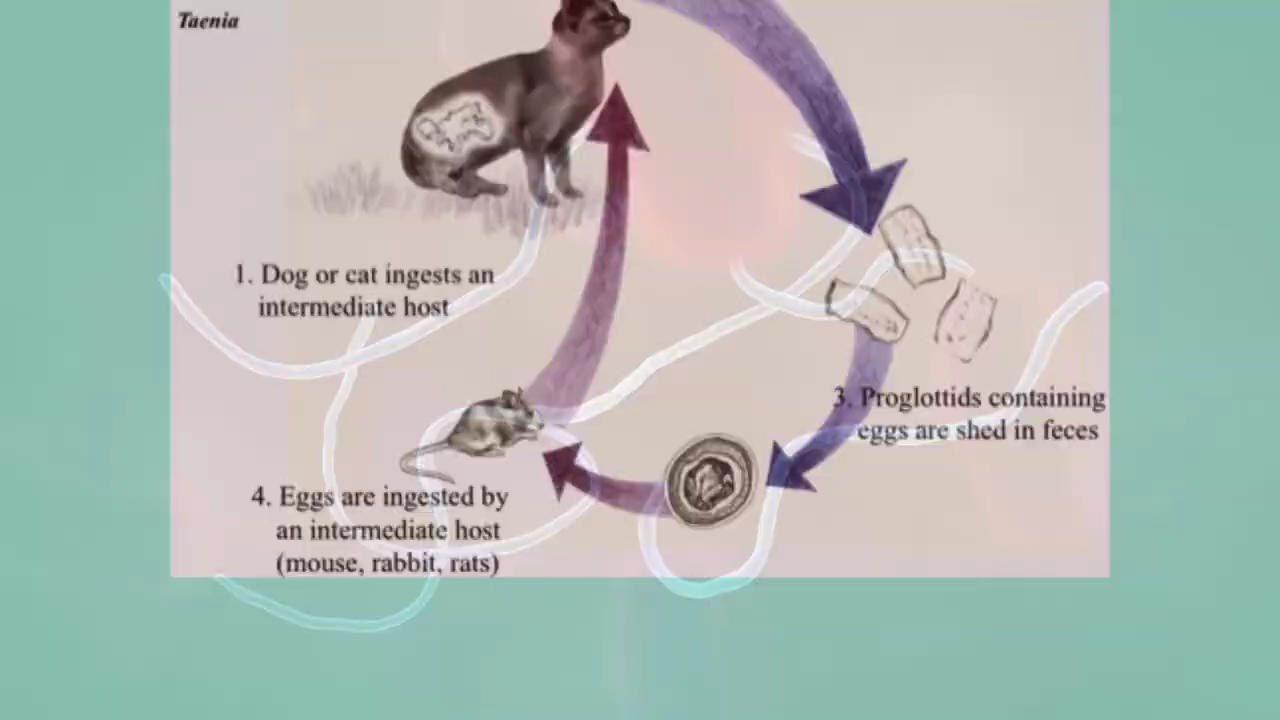 Taenia
1. Dog or cat ingests an
intermediate host
3. Proglottids containing
eggs are shed in feces
4. Eggs are ingested by
an intermediate host
(mouse, rabbit, rats)